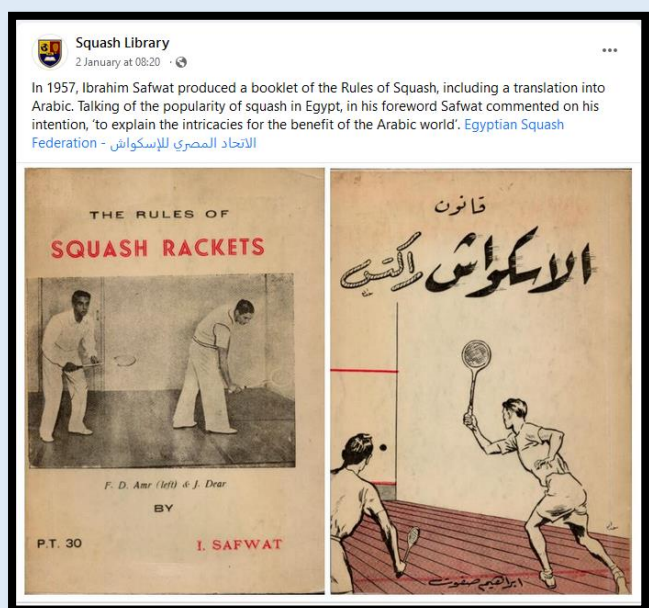 Squash Library
2 January at 08:20 ·
In 1957, Ibrahim Safwat produced a booklet of the Rules of Squash, including a translation into
Arabic. Talking of the popularity of squash in Egypt, in his foreword Safwat commented on his
intention, ‘to explain the intricacies for the benefit of the Arabic world’. Egyptian Squash
Federation - الاتحاد المصري للإسكواش
THE RULES OF
SQUASH RACKETS
F. D. Amr (left) & J. Dear
BY
P.T. 30 I. SAFWAT
قانون
الاسكواش راكتس
ابراهيم صفوت